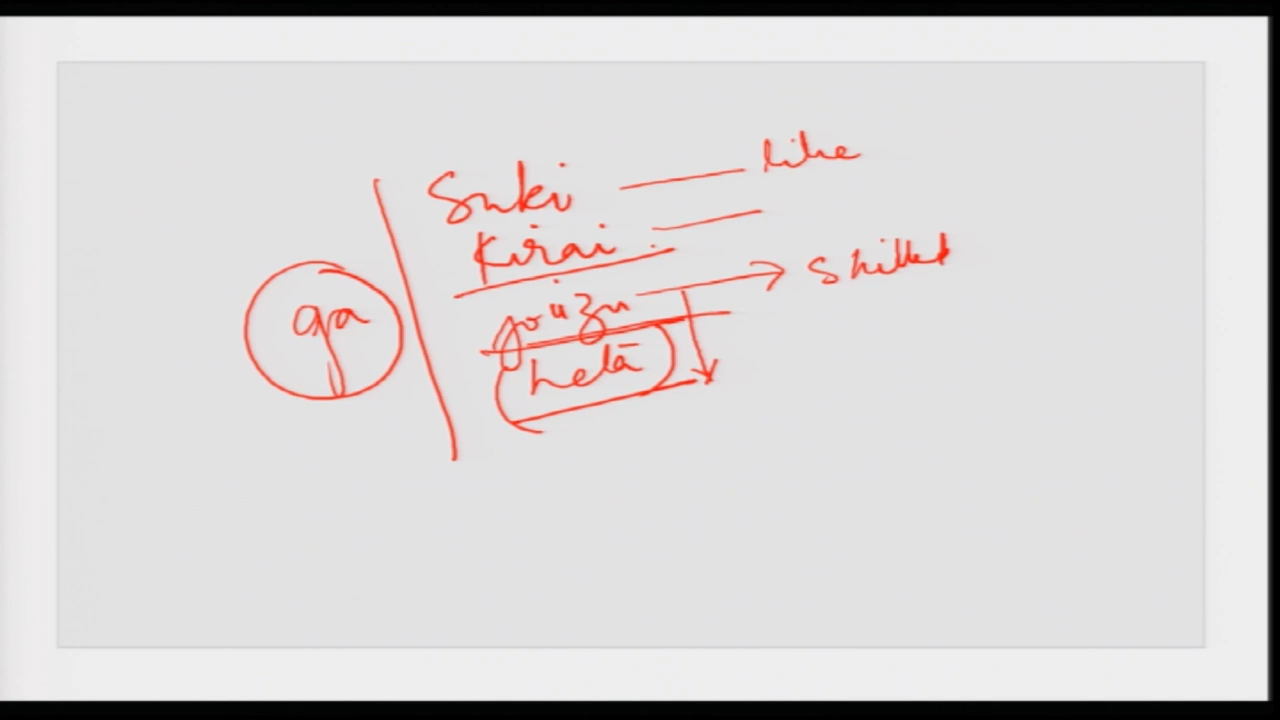 Suki — like
Kirai —
ga
jouzu → skilled
(hetā)